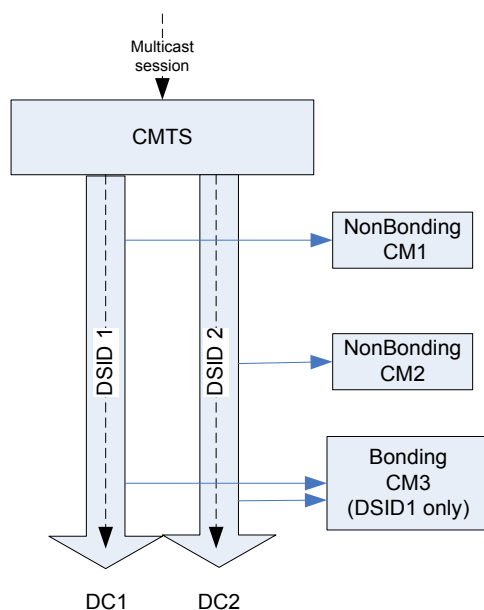 Multicast
session
CMTS
NonBonding
CM1
DSID 1
DSID 2
NonBonding
CM2
Bonding
CM3
(DSID1 only)
DC1
DC2